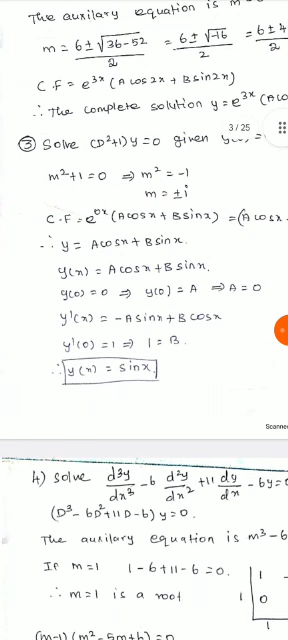 The auxilary equation is m
m = 6 ± √36-52 / 2 = 6 ± √-16 / 2 = 6 ± 4 / 2
C.F = e^3x (A cos 2x + B sin 2x)
∴ The complete solution y = e^3x (A co
3 / 25
③ Solve (D²+1) y = 0 given
m² + 1 = 0 ⇒ m² = -1
m = ± i
C.F = e^0x (A cos x + B sin x) = (A cos x
∴ y = A cos x + B sin x.
y(x) = A cos x + B sin x.
y(0) = 0 ⇒ y(0) = A ⇒ A = 0
y'(x) = -A sin x + B cos x
y'(0) = 1 ⇒ 1 = B.
∴ y(x) = sin x.
Scanne
4) Solve d³y/dx³ - 6 d²y/dx² + 11 dy/dx - 6y = 0
(D³ - 6D² + 11D - 6) y = 0.
The auxilary equation is m³ - 6
If m = 1 1 - 6 + 11 - 6 = 0. 1
∴ m = 1 is a root 1 0
1
(m-1) (m² - 5m + 6) = 0